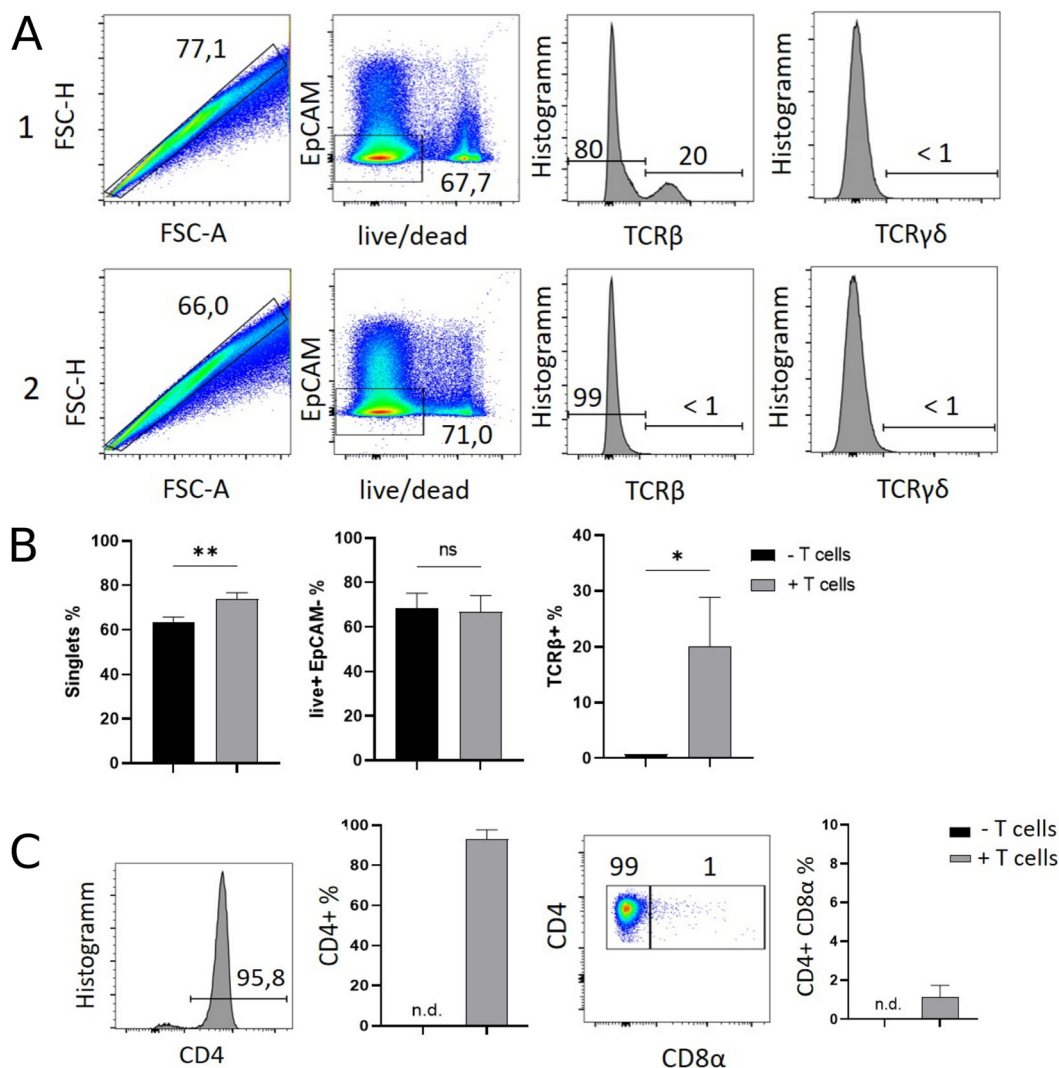 A
1
FSC-H
77,1
FSC-A
EpCAM
67,7
live/dead
Histogramm
80
20
TCRβ
Histogramm
< 1
TCRγδ
2
FSC-H
66,0
FSC-A
EpCAM
71,0
live/dead
Histogramm
99
< 1
TCRβ
Histogramm
< 1
TCRγδ
B
Singlets %
100
80
60
40
20
0
**
live+ EpCAM- %
100
80
60
40
20
0
ns
TCRβ+ %
40
30
20
10
0
*
- T cells
+ T cells
C
Histogramm
95,8
CD4
CD4+ %
100
80
60
40
20
0
n.d.
CD4
99
1
CD8α
CD4+ CD8α %
10
8
6
4
2
0
n.d.
- T cells
+ T cells